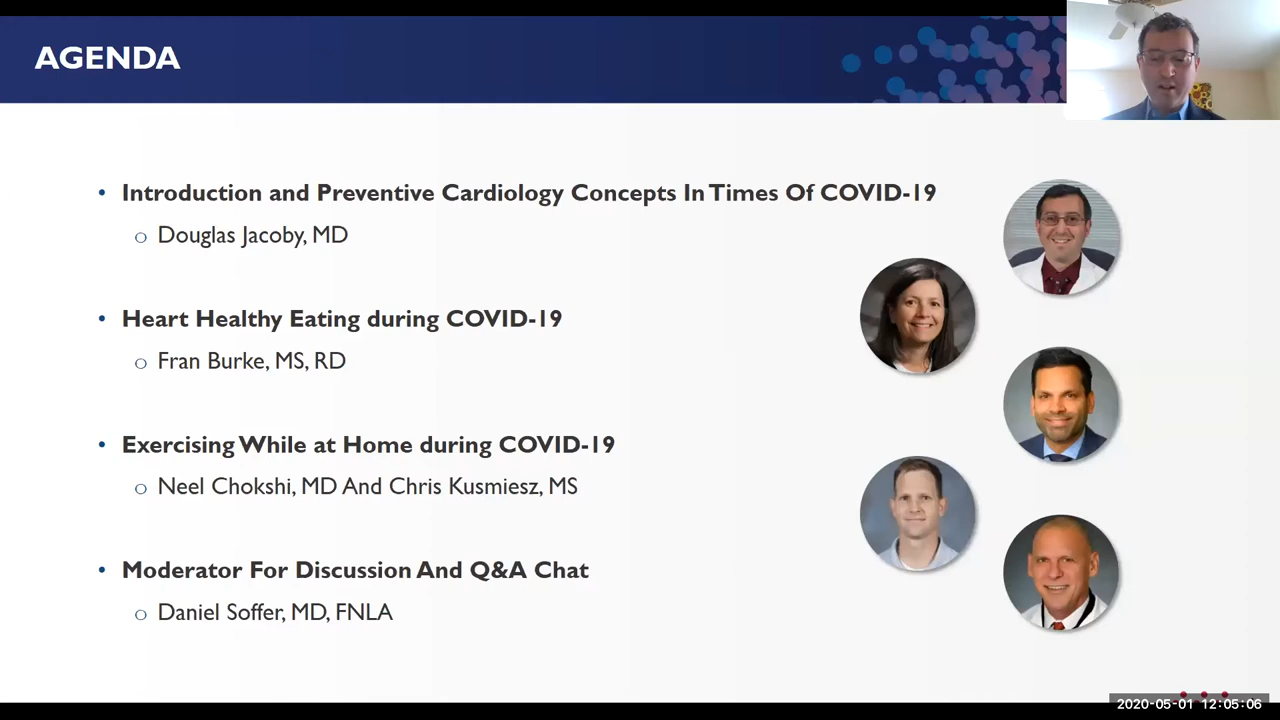 AGENDA
• Introduction and Preventive Cardiology Concepts In Times Of COVID-19
o Douglas Jacoby, MD
• Heart Healthy Eating during COVID-19
o Fran Burke, MS, RD
• Exercising While at Home during COVID-19
o Neel Chokshi, MD And Chris Kusmiesz, MS
• Moderator For Discussion And Q&A Chat
o Daniel Soffer, MD, FNLA
2020-05-01 12:05:06